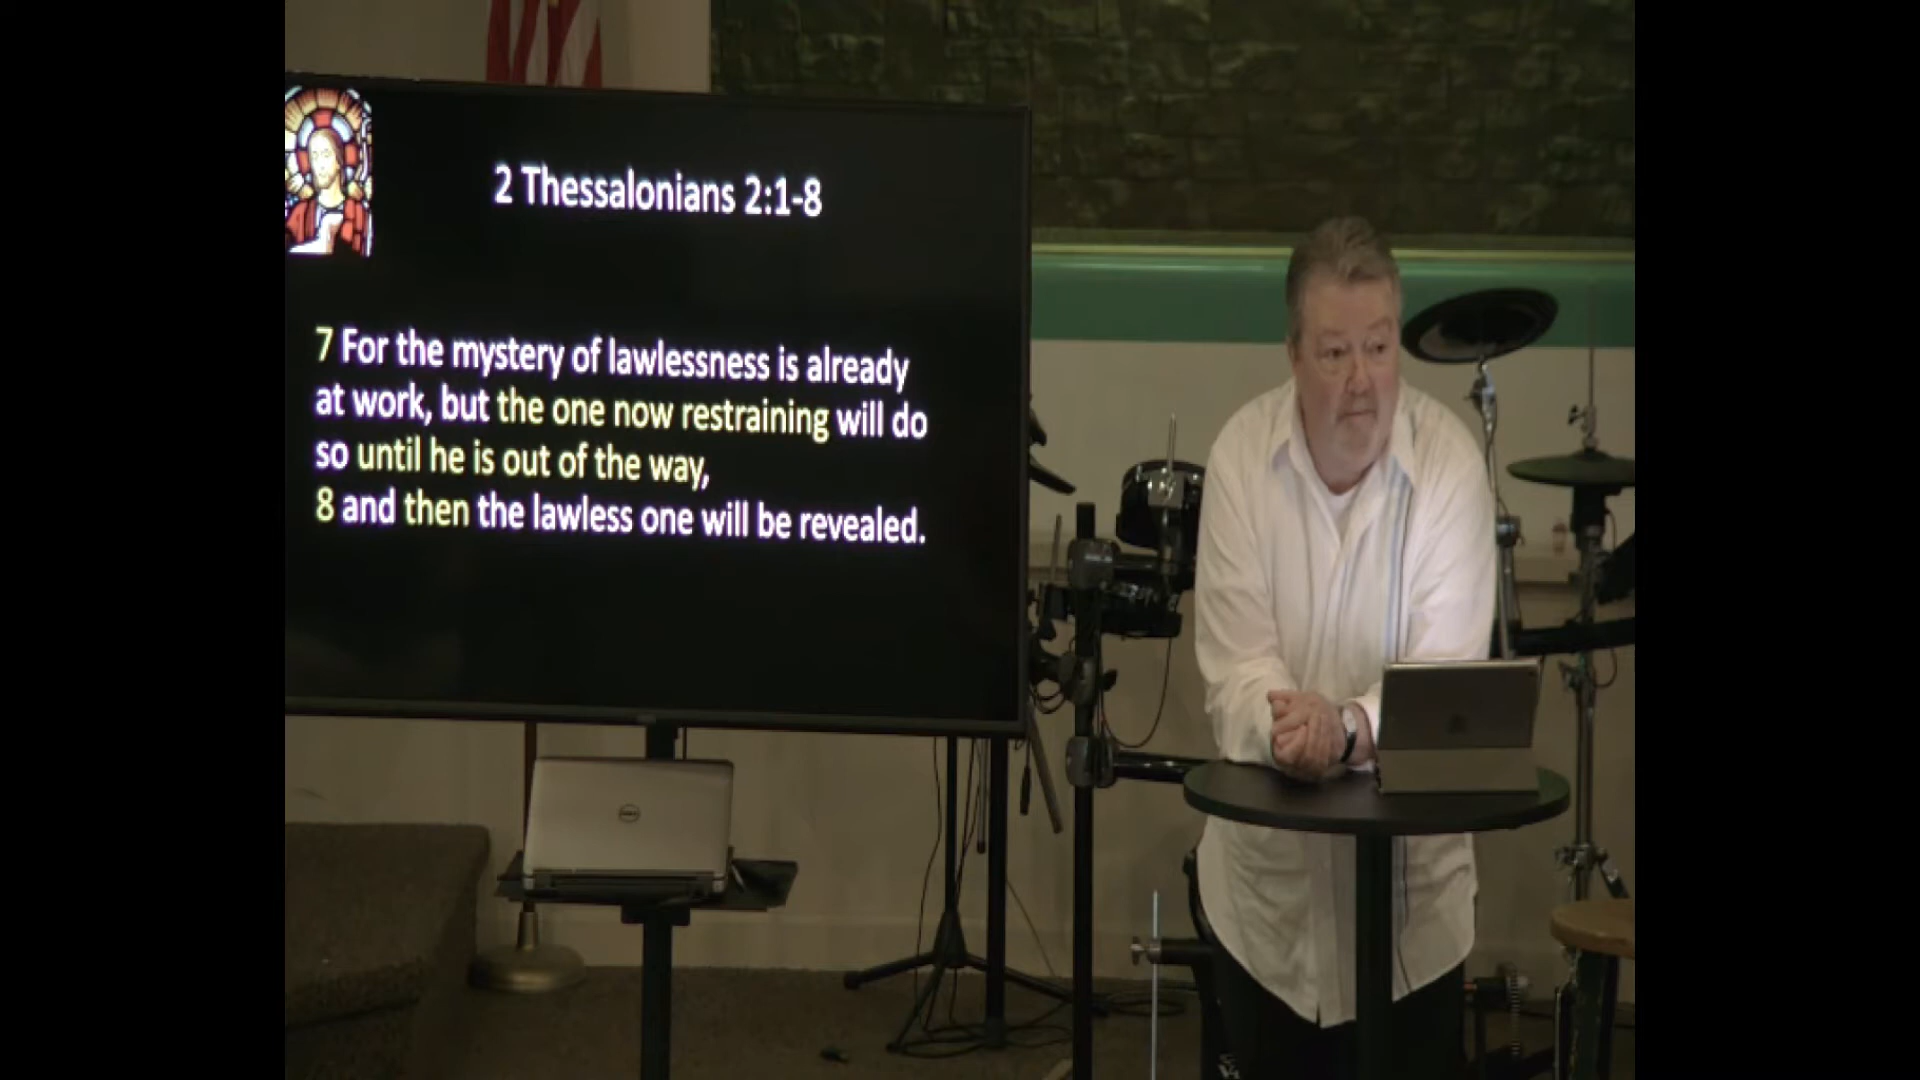 2 Thessalonians 2:1-8
7 For the mystery of lawlessness is already
at work, but the one now restraining will do
so until he is out of the way,
8 and then the lawless one will be revealed.
DELL